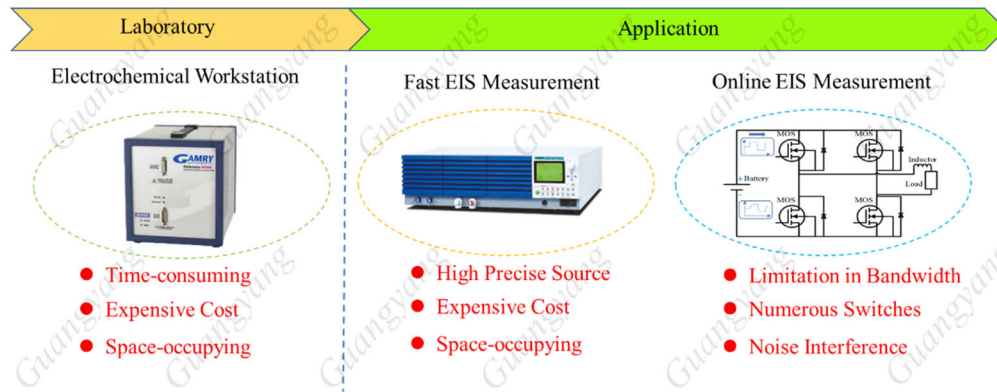 Laboratory
Application
Electrochemical Workstation
Fast EIS Measurement
Online EIS Measurement
GAMRY
MOS
MOS
Inductor
Load
+ Battery
MOS
MOS
Time-consuming
Expensive Cost
Space-occupying
High Precise Source
Expensive Cost
Space-occupying
Limitation in Bandwidth
Numerous Switches
Noise Interference
Guangyang